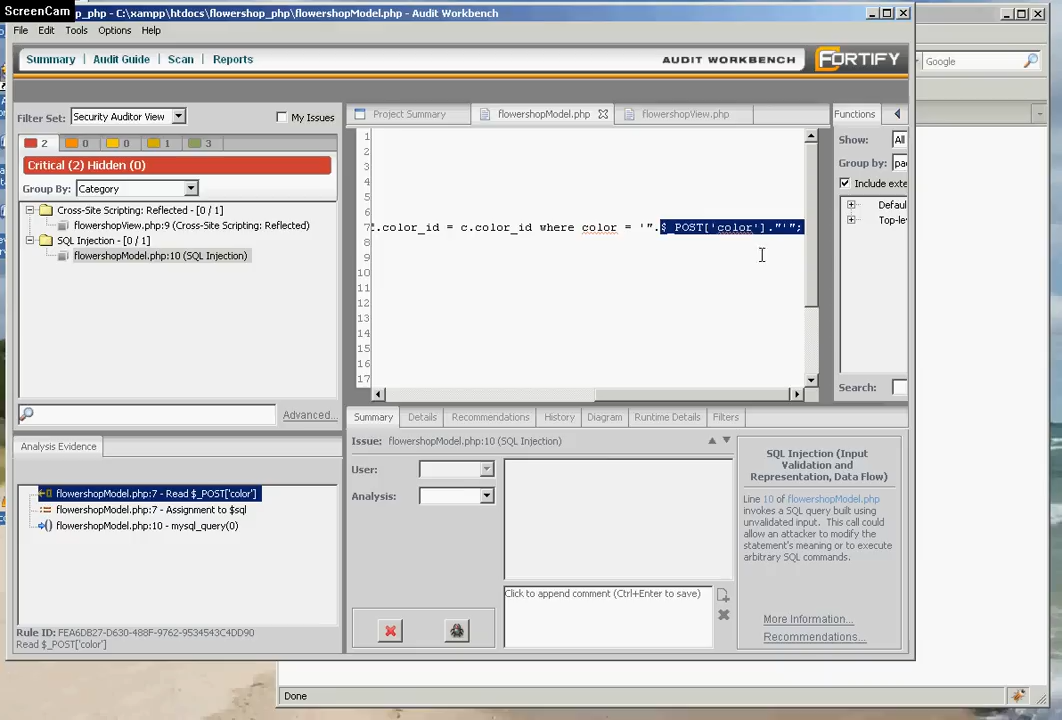 ScreenCam
_php - C:\xampp\htdocs\flowershop_php\flowershopModel.php - Audit Workbench
File Edit Tools Options Help
Summary Audit Guide Scan Reports
AUDIT WORKBENCH FORTIFY
Google
Filter Set: Security Auditor View My Issues
2 0 0 1 3
Critical (2) Hidden (0)
Group By: Category
Cross-Site Scripting: Reflected - [0 / 1]
flowershopView.php:9 (Cross-Site Scripting: Reflected)
SQL Injection - [0 / 1]
flowershopModel.php:10 (SQL Injection)
Advanced...
Project Summary flowershopModel.php flowershopView.php
1
2
3
4
5
6
7 .color_id = c.color_id where color = '".$_POST['color']."'";
8
9
10
11
12
13
14
15
16
17
Functions
Show: All
Group by: pa
Include exte
Defaul
Top-lev
Search:
Analysis Evidence
flowershopModel.php:7 - Read $_POST['color']
flowershopModel.php:7 - Assignment to $sql
flowershopModel.php:10 - mysql_query(0)
Rule ID: FEA6DB27-D630-488F-9762-9534543C4DD90
Read $_POST['color']
Summary Details Recommendations History Diagram Runtime Details Filters
Issue: flowershopModel.php:10 (SQL Injection)
User:
Analysis:
Click to append comment (Ctrl+Enter to save)
SQL Injection (Input
Validation and
Representation, Data Flow)
Line 10 of flowershopModel.php
invokes a SQL query built using
unvalidated input. This call could
allow an attacker to modify the
statement's meaning or to execute
arbitrary SQL commands.
More Information...
Recommendations...
Done